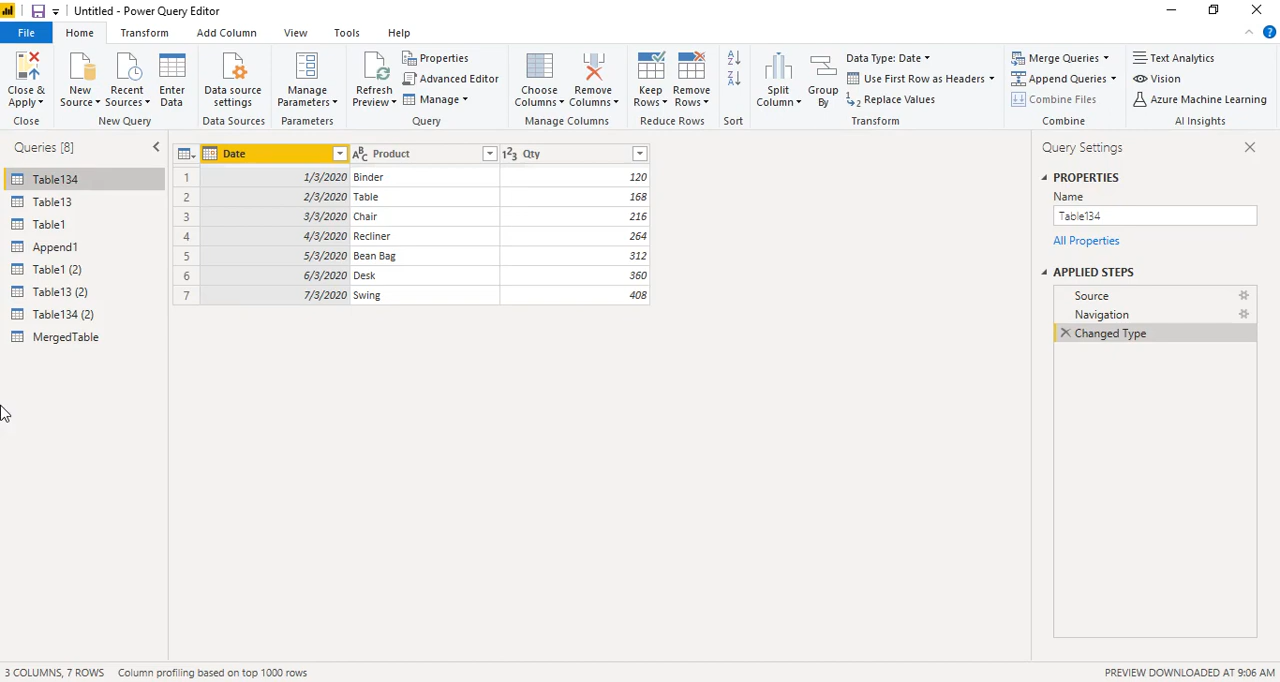 Untitled - Power Query Editor
File Home Transform Add Column View Tools Help
Close & Apply
New Source
Recent Sources
Enter Data
Data source settings
Manage Parameters
Refresh Preview
Properties
Advanced Editor
Manage
Choose Columns
Remove Columns
Keep Rows
Remove Rows
Split Column
Group By
Data Type: Date
Use First Row as Headers
Replace Values
Merge Queries
Append Queries
Combine Files
Text Analytics
Vision
Azure Machine Learning
Close New Query Data Sources Parameters Query Manage Columns Reduce Rows Sort Transform Combine AI Insights
Queries [8]
Table134
Table13
Table1
Append1
Table1 (2)
Table13 (2)
Table134 (2)
MergedTable
Date ABC Product 123 Qty
1 1/3/2020 Binder 120
2 2/3/2020 Table 168
3 3/3/2020 Chair 216
4 4/3/2020 Recliner 264
5 5/3/2020 Bean Bag 312
6 6/3/2020 Desk 360
7 7/3/2020 Swing 408
Query Settings
PROPERTIES
Name
Table134
All Properties
APPLIED STEPS
Source
Navigation
Changed Type
3 COLUMNS, 7 ROWS Column profiling based on top 1000 rows PREVIEW DOWNLOADED AT 9:06 AM